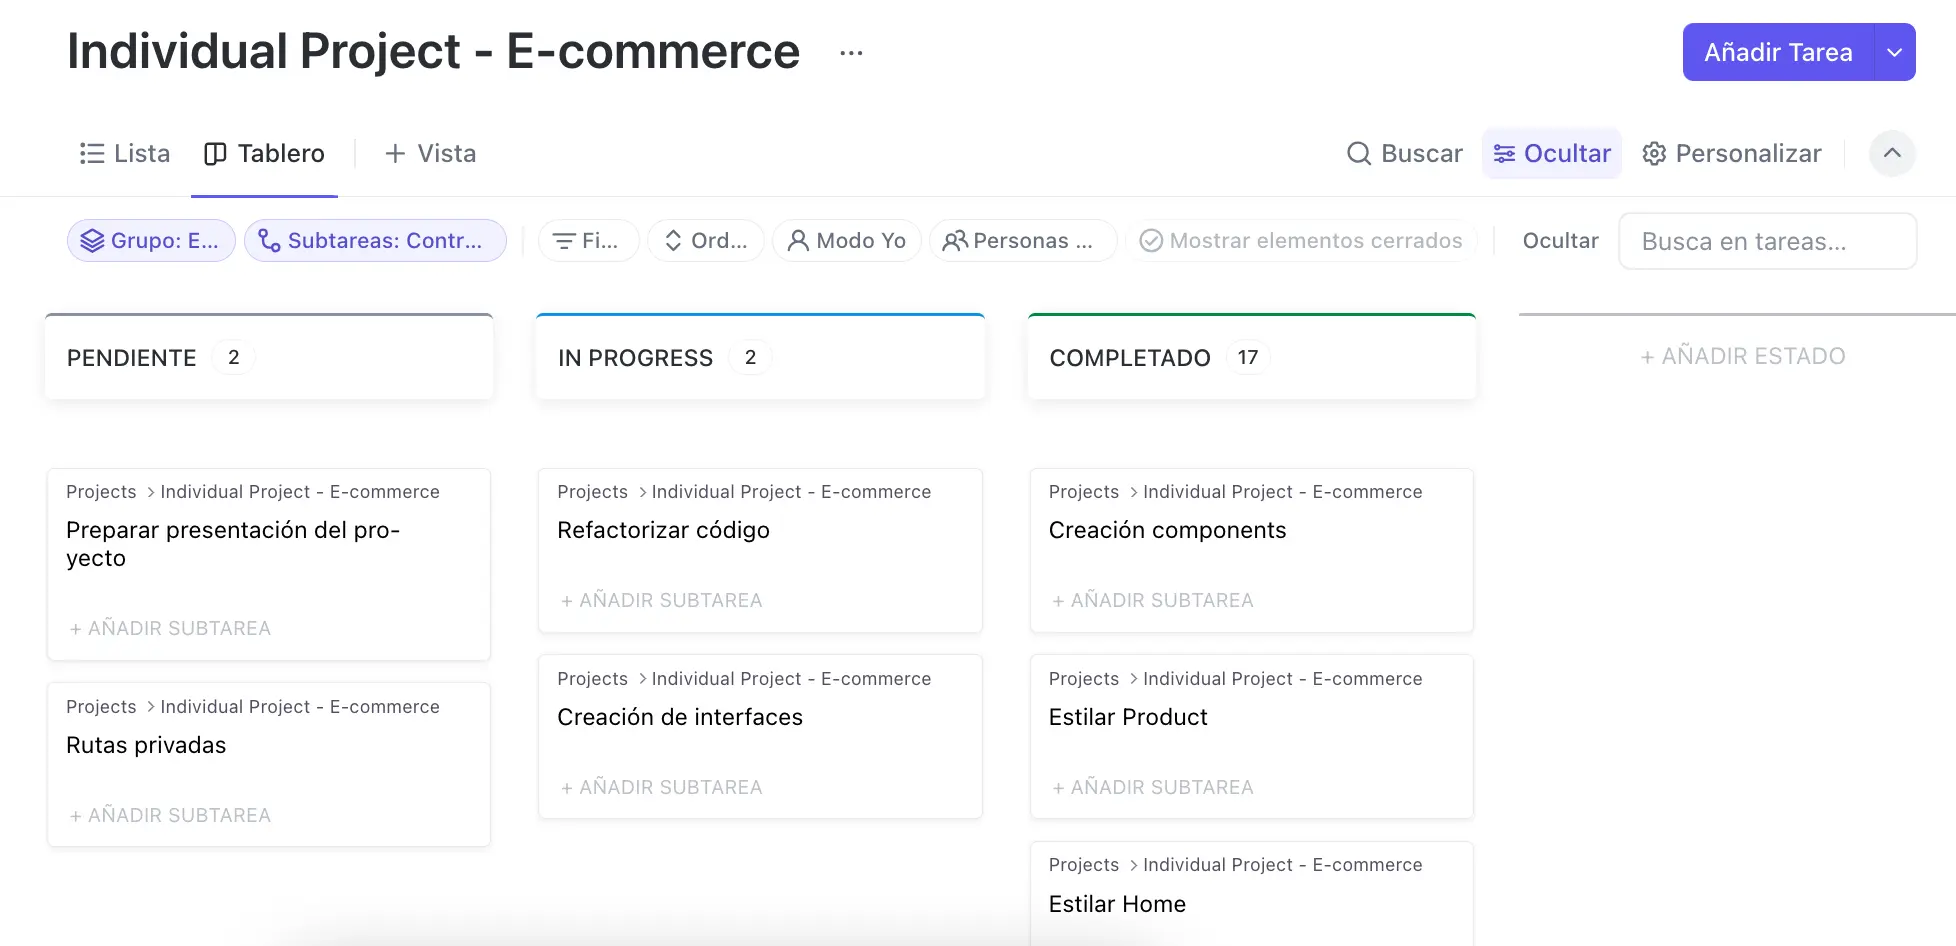 Individual Project - E-commerce
Añadir Tarea
Lista
Tablero
+ Vista
Buscar
Ocultar
Personalizar
Grupo: E...
Subtareas: Contr...
Fi...
Ord...
Modo Yo
Personas ...
Mostrar elementos cerrados
Ocultar
Busca en tareas...
PENDIENTE 2
IN PROGRESS 2
COMPLETADO 17
+ AÑADIR ESTADO
Projects > Individual Project - E-commerce
Preparar presentación del pro-
yecto
+ AÑADIR SUBTAREA
Projects > Individual Project - E-commerce
Rutas privadas
+ AÑADIR SUBTAREA
Projects > Individual Project - E-commerce
Refactorizar código
+ AÑADIR SUBTAREA
Projects > Individual Project - E-commerce
Creación de interfaces
+ AÑADIR SUBTAREA
Projects > Individual Project - E-commerce
Creación components
+ AÑADIR SUBTAREA
Projects > Individual Project - E-commerce
Estilar Product
+ AÑADIR SUBTAREA
Projects > Individual Project - E-commerce
Estilar Home